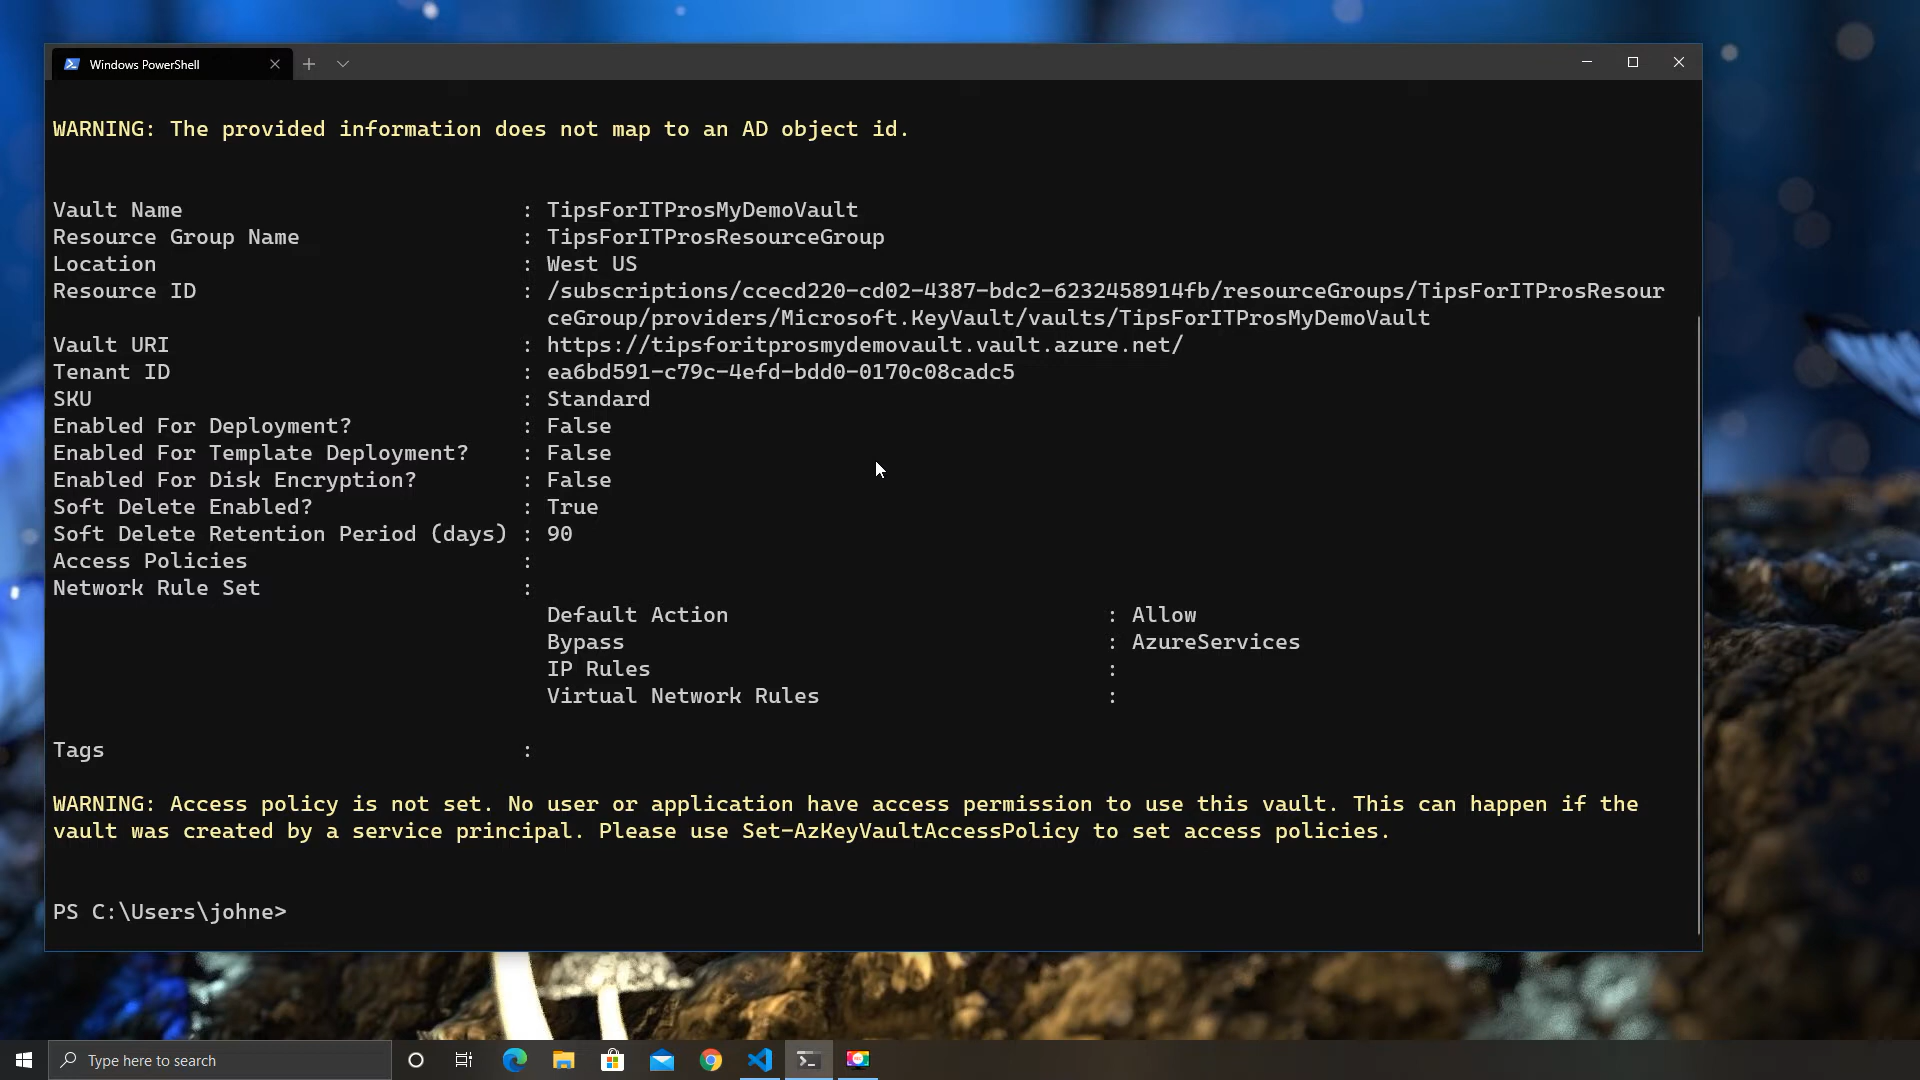 Windows PowerShell
WARNING: The provided information does not map to an AD object id.
Vault Name : TipsForITProsMyDemoVault
Resource Group Name : TipsForITProsResourceGroup
Location : West US
Resource ID : /subscriptions/ccecd220-cd02-4387-bdc2-6232458914fb/resourceGroups/TipsForITProsResour
ceGroup/providers/Microsoft.KeyVault/vaults/TipsForITProsMyDemoVault
Vault URI : https://tipsforitprosmydemovault.vault.azure.net/
Tenant ID : ea6bd591-c79c-4efd-bdd0-0170c08cadc5
SKU : Standard
Enabled For Deployment? : False
Enabled For Template Deployment? : False
Enabled For Disk Encryption? : False
Soft Delete Enabled? : True
Soft Delete Retention Period (days) : 90
Access Policies :
Network Rule Set :
Default Action : Allow
Bypass : AzureServices
IP Rules :
Virtual Network Rules :
Tags :
WARNING: Access policy is not set. No user or application have access permission to use this vault. This can happen if the
vault was created by a service principal. Please use Set-AzKeyVaultAccessPolicy to set access policies.
PS C:\Users\johne>
Type here to search